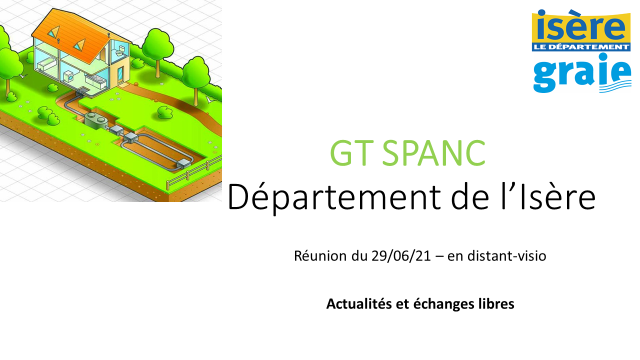 isère
LE DÉPARTEMENT
graie
GT SPANC
Département de l’Isère
Réunion du 29/06/21 – en distant-visio
Actualités et échanges libres